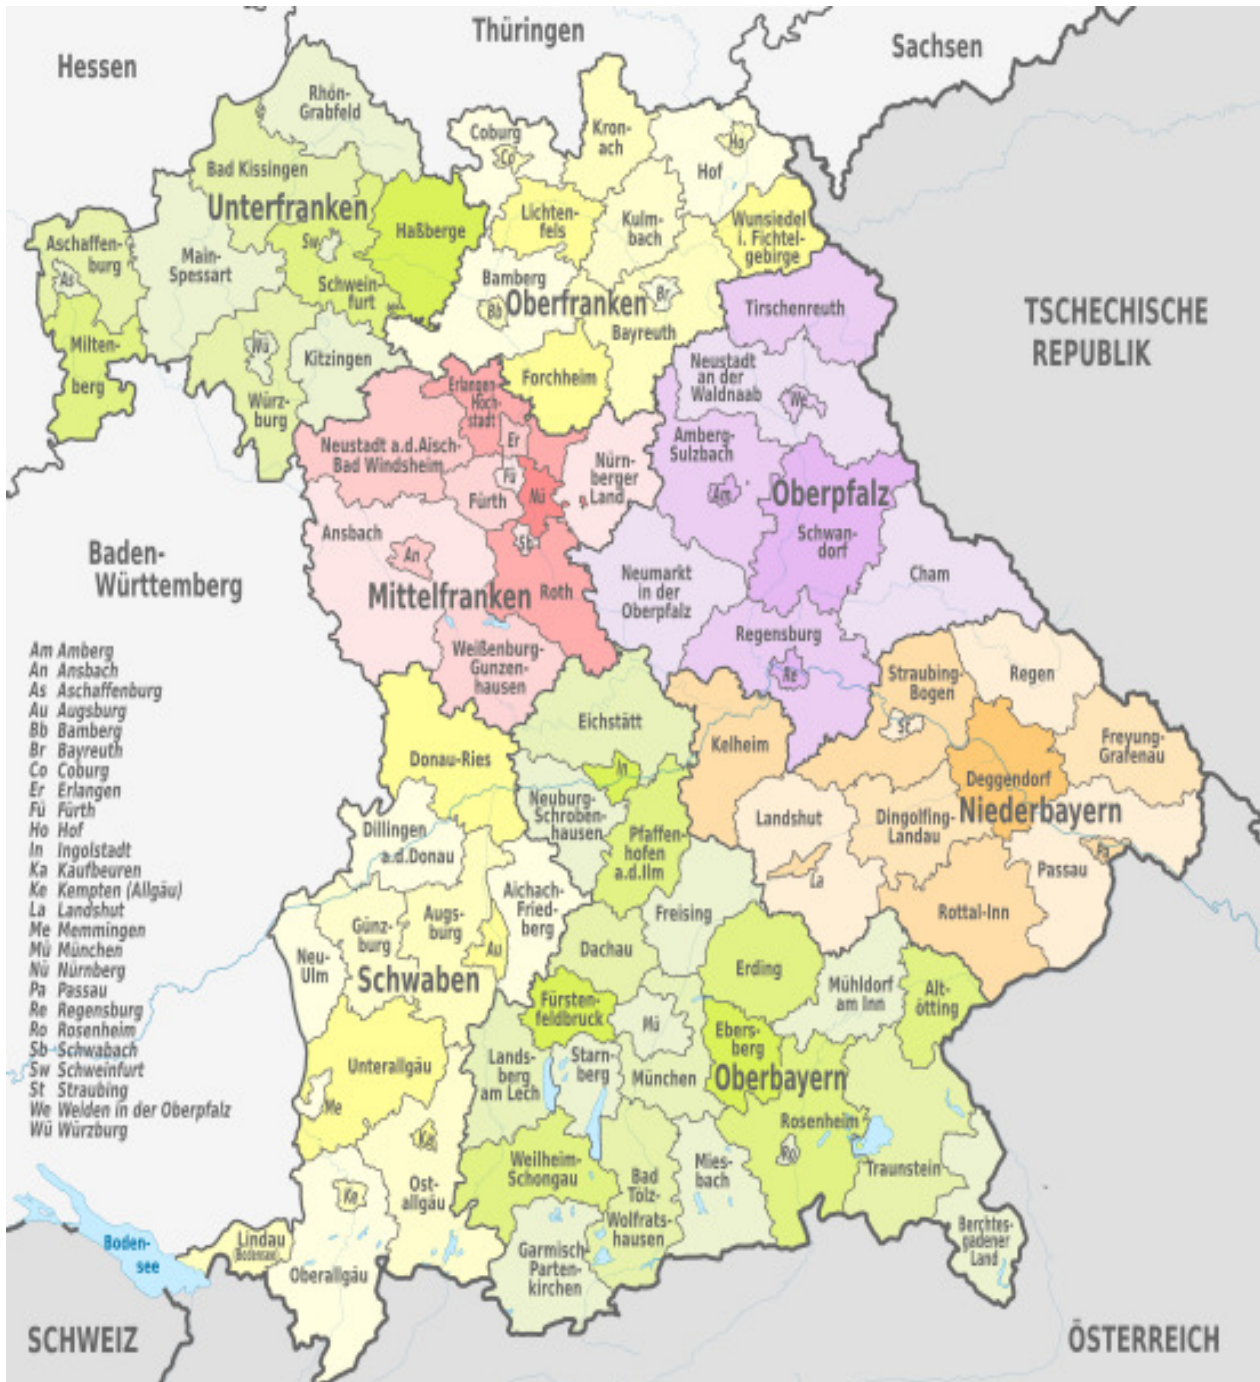 Thüringen
Sachsen
Hessen
Rhön-
Grabfeld
Coburg
Co
Kron-
ach
Ho
Hof
Bad Kissingen
Unterfranken
Haßberge
Lichten-
fels
Kulm-
bach
Wunsiedel
i. Fichtel-
gebirge
Aschaffen-
burg
As
Main-
Spessart
Sw
Schwein-
furt
Bamberg
Bb
Oberfranken
Br
Bayreuth
Tirschenreuth
TSCHECHISCHE
REPUBLIK
Milten-
berg
Wü
Würz-
burg
Kitzingen
Forchheim
Neustadt
an der
Waldnaab
We
Erlangen-
Höch-
stadt
Er
Neustadt a.d.Aisch-
Bad Windsheim
Fü
Fürth
Nü
Nürn-
berger
Land
Amberg-
Sulzbach
Am
Oberpfalz
Schwan-
dorf
Ansbach
An
Sb
Mittelfranken
Roth
Neumarkt
in der
Oberpfalz
Cham
Baden-
Württemberg
Weißenburg-
Gunzen-
hausen
Regensburg
Re
Straubing-
Bogen
St
Regen
Am Amberg
An Ansbach
As Aschaffenburg
Au Augsburg
Bb Bamberg
Br Bayreuth
Co Coburg
Er Erlangen
Fü Fürth
Ho Hof
In Ingolstadt
Ka Kaufbeuren
Ke Kempten (Allgäu)
La Landshut
Me Memmingen
Mü München
Nü Nürnberg
Pa Passau
Re Regensburg
Ro Rosenheim
Sb Schwabach
Sw Schweinfurt
St Straubing
We Weiden in der Oberpfalz
Wü Würzburg
Donau-Ries
Eichstätt
In
Kelheim
Freyung-
Grafenau
Deggendorf
Niederbayern
Neuburg-
Schroben-
hausen
Pfaffen-
hofen
a.d.Ilm
Landshut
La
Dingolfing-
Landau
Pa
Passau
Dillingen
a.d.Donau
Aichach-
Fried-
berg
Freising
Rottal-Inn
Neu-
Ulm
Günz-
burg
Augs-
burg
Au
Schwaben
Dachau
Erding
Mühldorf
am Inn
Alt-
ötting
Fürsten-
feldbruck
Mü
München
Ebers-
berg
Oberbayern
Unterallgäu
Me
Lands-
berg
am Lech
Starn-
berg
Rosenheim
Ro
Traunstein
Ka
Ost-
allgäu
Weilheim-
Schongau
Bad
Tölz-
Wolfrats-
hausen
Mies-
bach
Ke
Oberallgäu
Lindau
(Bodensee)
Boden-
see
Garmisch-
Parten-
kirchen
Berchtes-
gadener
Land
SCHWEIZ
ÖSTERREICH